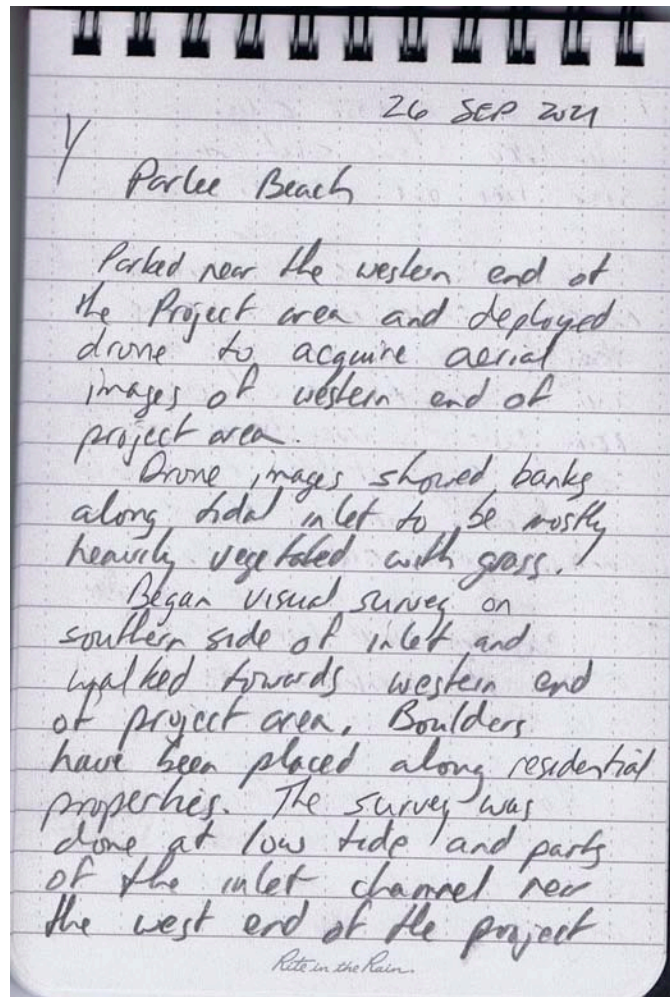 26 SEP 2021
Parlee Beach
Parked near the western end of
the Project area and deployed
drone to acquire aerial
images of western end of
project area.
Drone images showed banks
along tidal inlet to be mostly
heavily vegetated with grass.
Began visual survey on
southern side of inlet and
walked towards western end
of project area. Boulders
have been placed along residential
properties. The survey was
done at low tide and parts
of the inlet channel near
the west end of the project
Rite in the Rain.